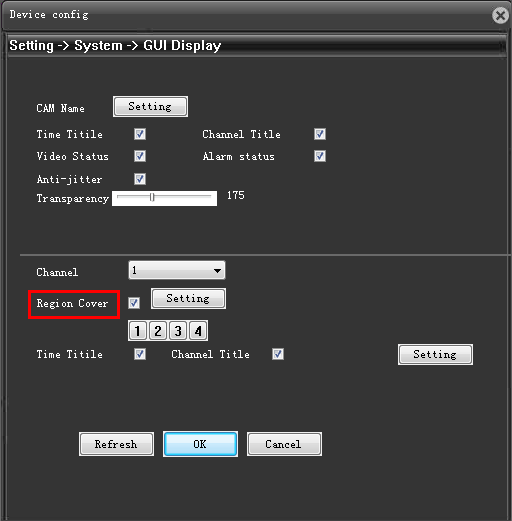 Device config
Setting -> System -> GUI Display
CAM Name Setting
Time Titile Channel Title
Video Status Alarm status
Anti-jitter
Transparency 175
Channel 1
Region Cover Setting
1 2 3 4
Time Titile Channel Title Setting
Refresh OK Cancel